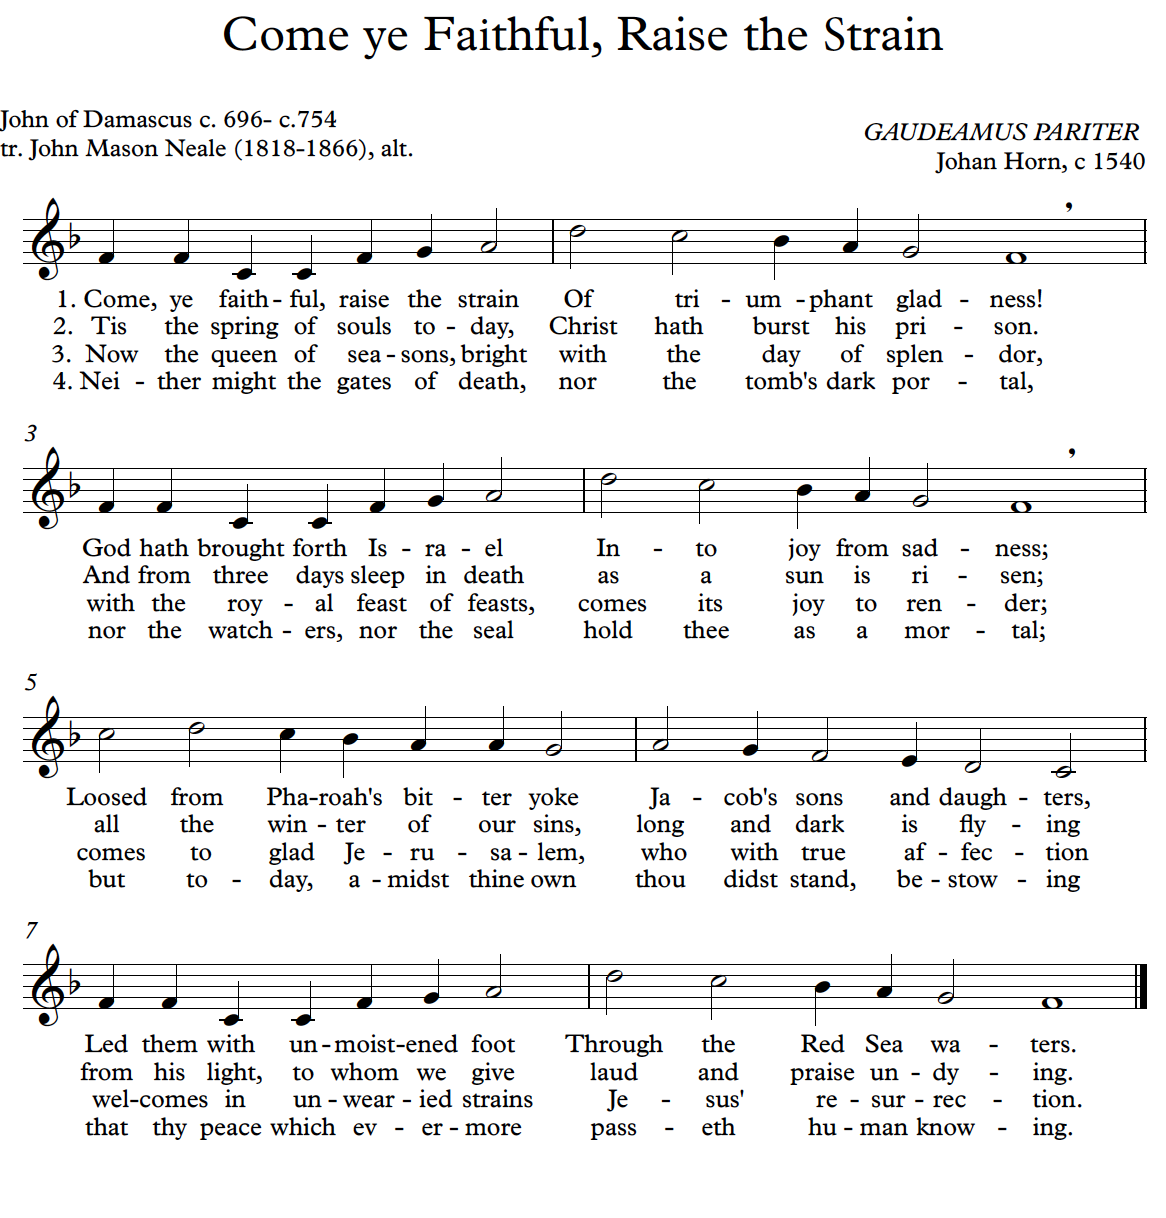 Come ye Faithful, Raise the Strain
John of Damascus c. 696- c.754
tr. John Mason Neale (1818-1866), alt.
GAUDEAMUS PARITER
Johan Horn, c 1540
1. Come, ye faith - ful, raise the strain Of tri - um - phant glad - ness!
2. Tis the spring of souls to - day, Christ hath burst his pri - son.
3. Now the queen of sea - sons, bright with the day of splen - dor,
4. Nei - ther might the gates of death, nor the tomb's dark por - tal,
3
God hath brought forth Is - ra - el In - to joy from sad - ness;
And from three days sleep in death as a sun is ri - sen;
with the roy - al feast of feasts, comes its joy to ren - der;
nor the watch - ers, nor the seal hold thee as a mor - tal;
5
Loosed from Pha-roah's bit - ter yoke Ja - cob's sons and daugh - ters,
all the win - ter of our sins, long and dark is fly - ing
comes to glad Je - ru - sa - lem, who with true af - fec - tion
but to - day, a - midst thine own thou didst stand, be - stow - ing
7
Led them with un - moist-ened foot Through the Red Sea wa - ters.
from his light, to whom we give laud and praise un - dy - ing.
wel-comes in un - wear - ied strains Je - sus' re - sur - rec - tion.
that thy peace which ev - er - more pass - eth hu - man know - ing.